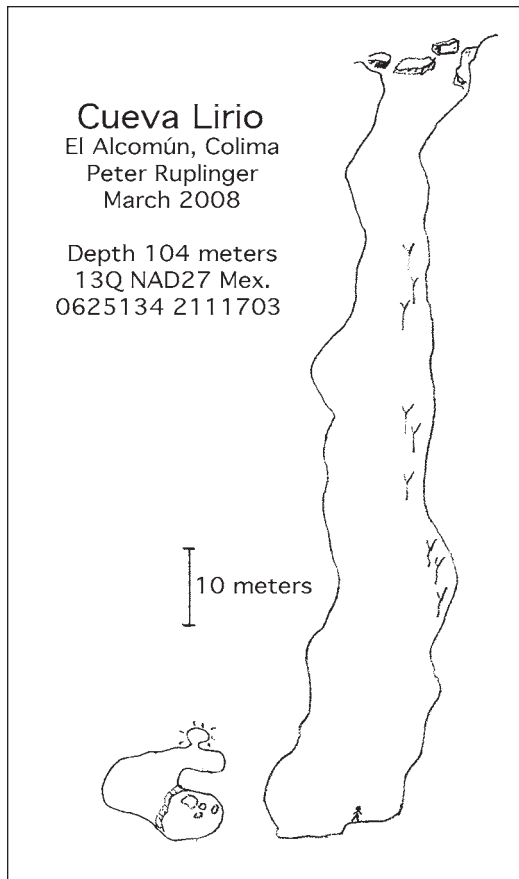 Cueva Lirio
El Alcomún, Colima
Peter Ruplinger
March 2008
Depth 104 meters
13Q NAD27 Mex.
0625134 2111703
10 meters